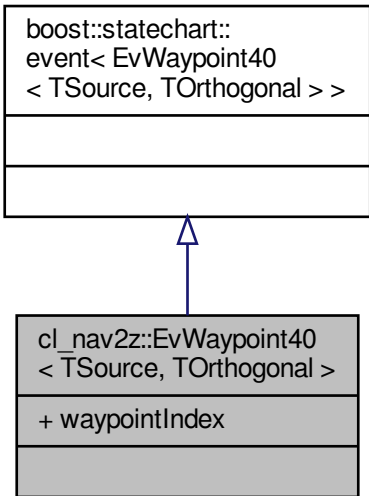 boost::statechart::
event< EvWaypoint40
< TSource, TOrthogonal > >
cl_nav2z::EvWaypoint40
< TSource, TOrthogonal >
+ waypointIndex